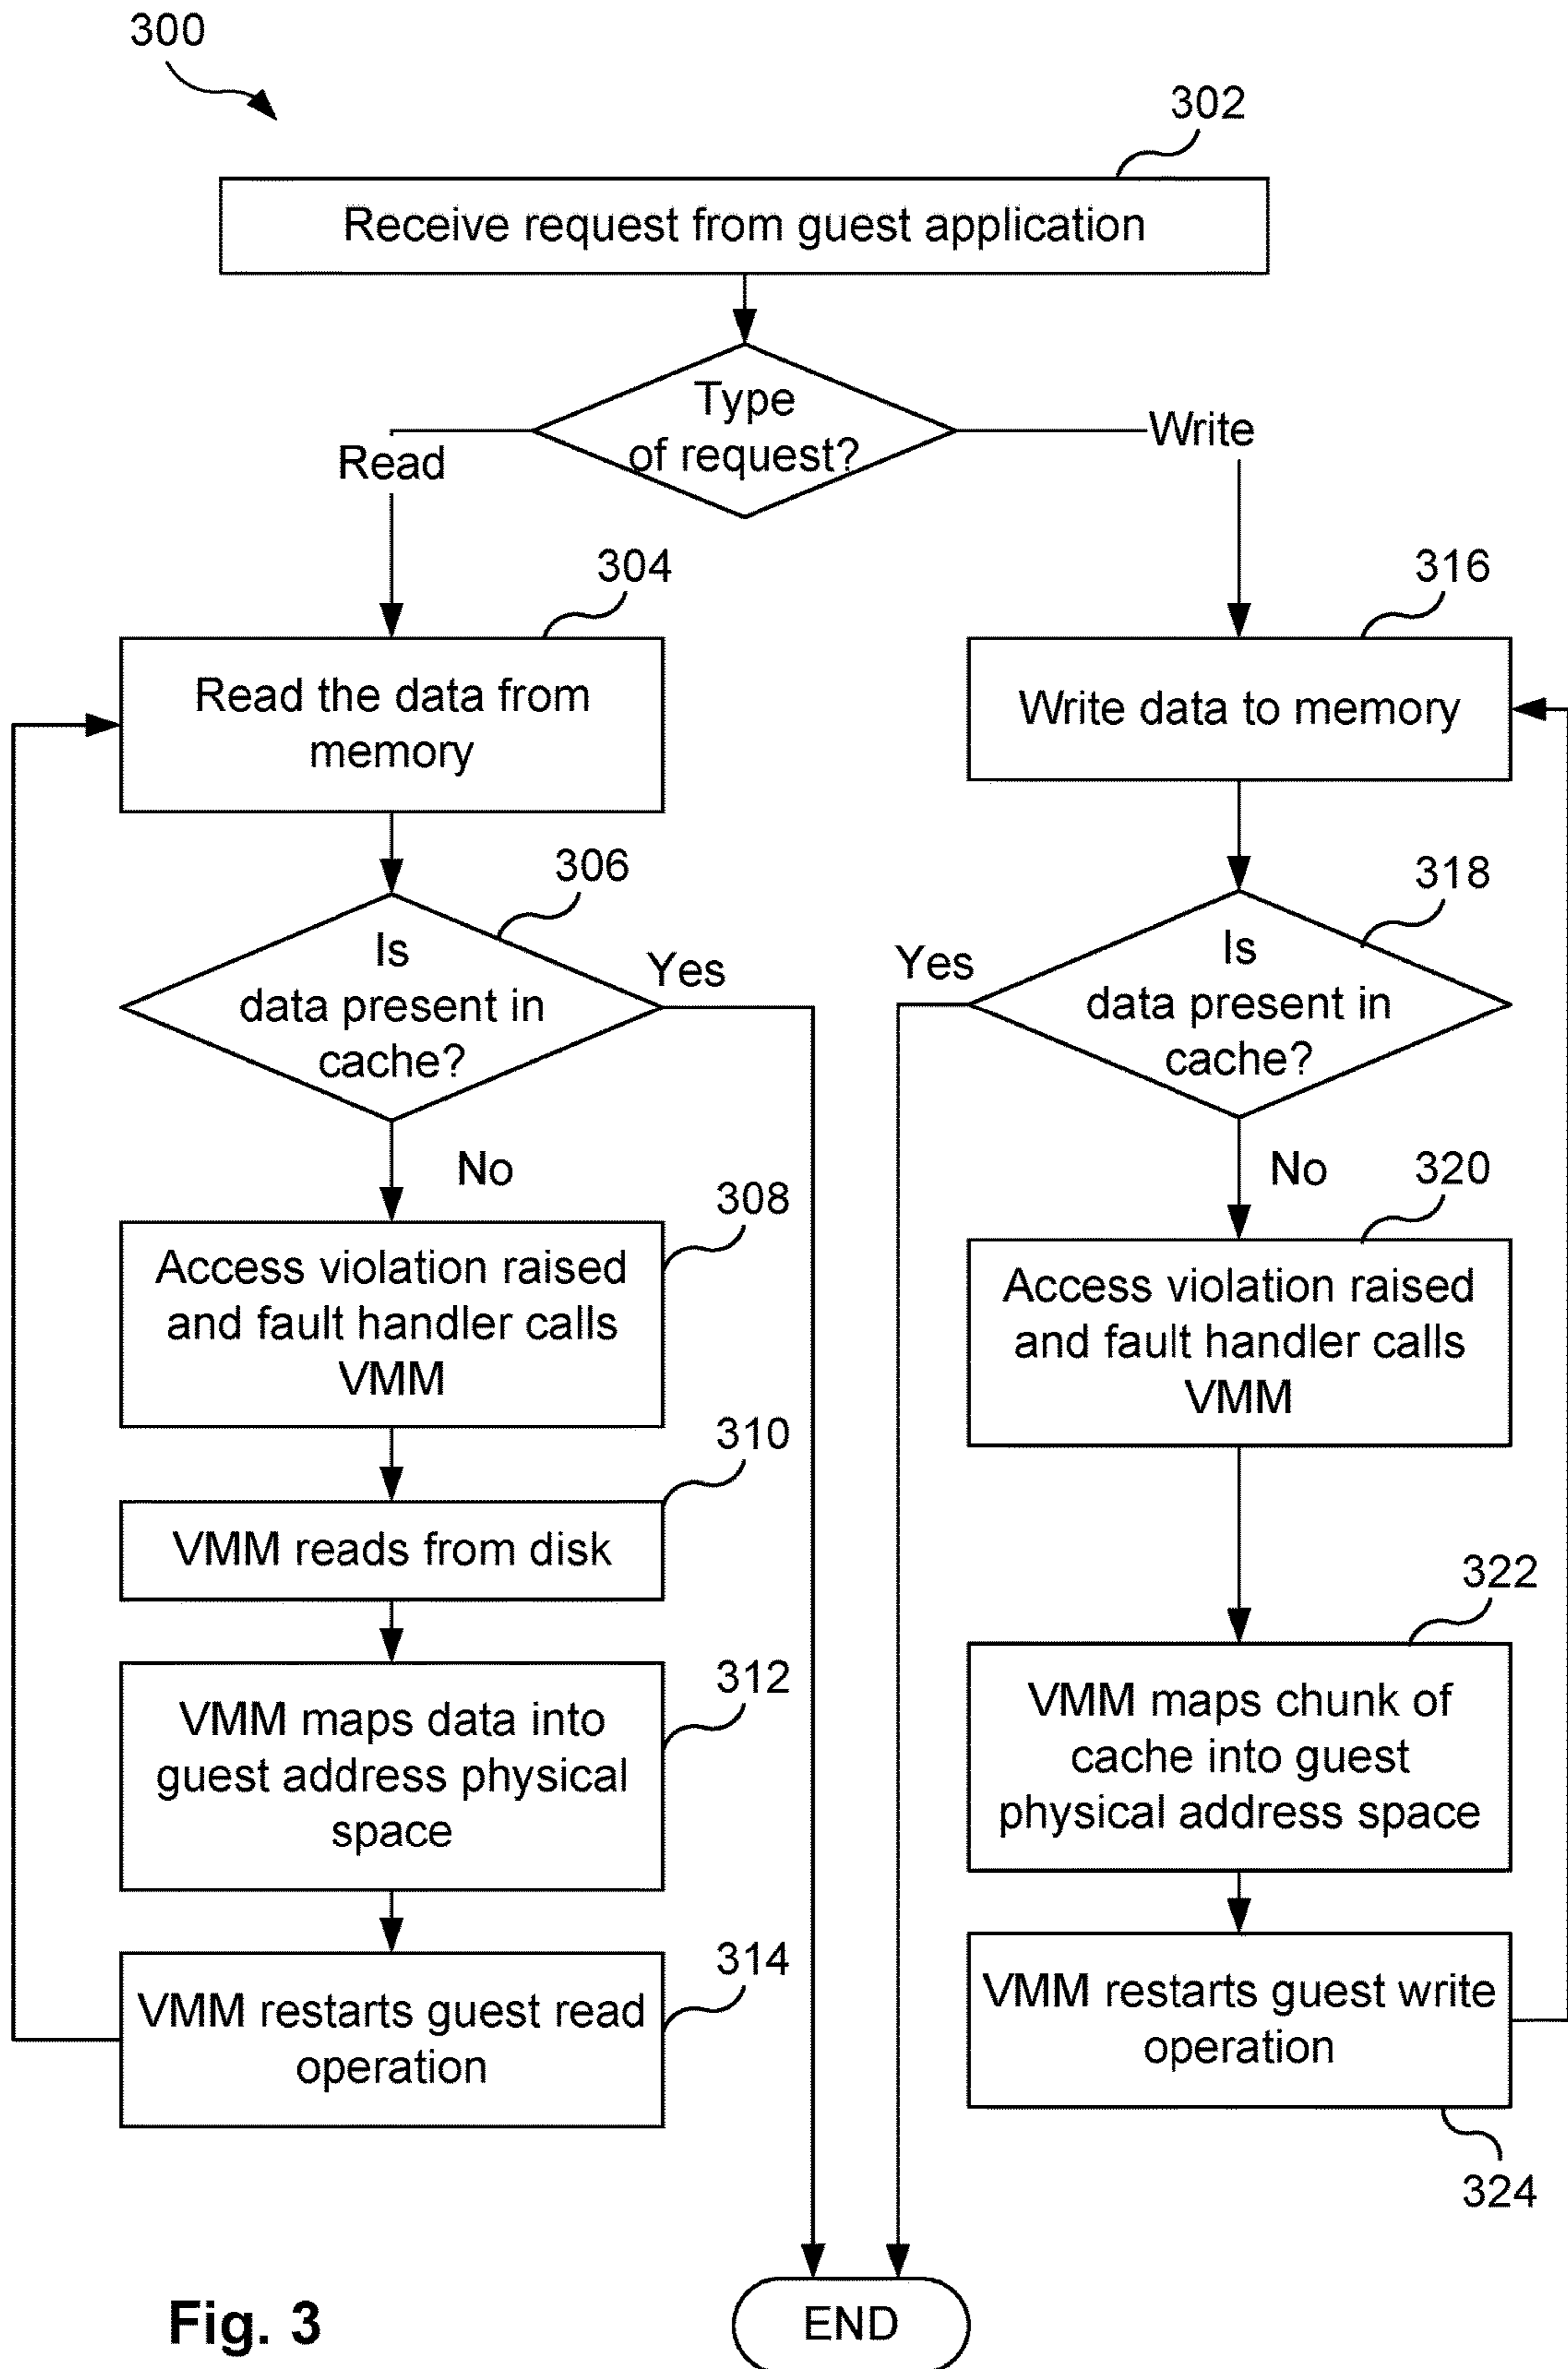 300
302
Receive request from guest application
Type
of request?
Read
Write
304
Read the data from
memory
316
Write data to memory
306
Is
data present in
cache?
Yes
318
Is
data present in
cache?
Yes
No
308
Access violation raised
and fault handler calls
VMM
No
320
Access violation raised
and fault handler calls
VMM
310
VMM reads from disk
312
VMM maps data into
guest address physical
space
322
VMM maps chunk of
cache into guest
physical address space
314
VMM restarts guest read
operation
VMM restarts guest write
operation
324
END
Fig. 3